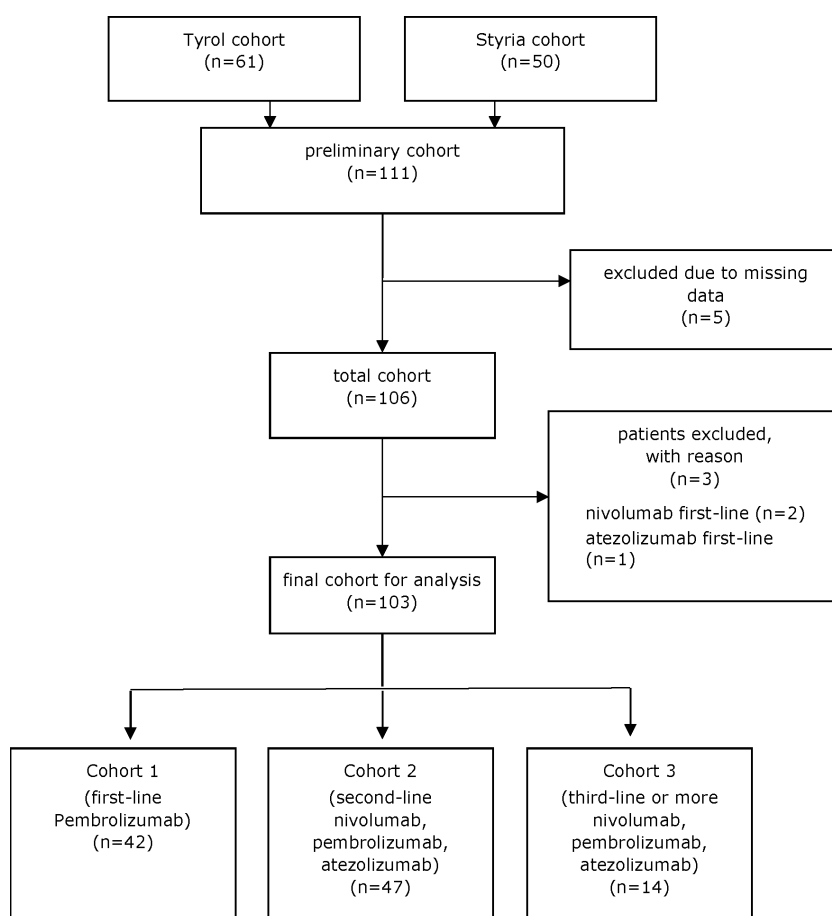 Tyrol cohort
(n=61)
Styria cohort
(n=50)
preliminary cohort
(n=111)
excluded due to missing
data
(n=5)
total cohort
(n=106)
patients excluded,
with reason
(n=3)
nivolumab first-line (n=2)
atezolizumab first-line
(n=1)
final cohort for analysis
(n=103)
Cohort 1
(first-line
Pembrolizumab)
(n=42)
Cohort 2
(second-line
nivolumab,
pembrolizumab,
atezolizumab)
(n=47)
Cohort 3
(third-line or more
nivolumab,
pembrolizumab,
atezolizumab)
(n=14)